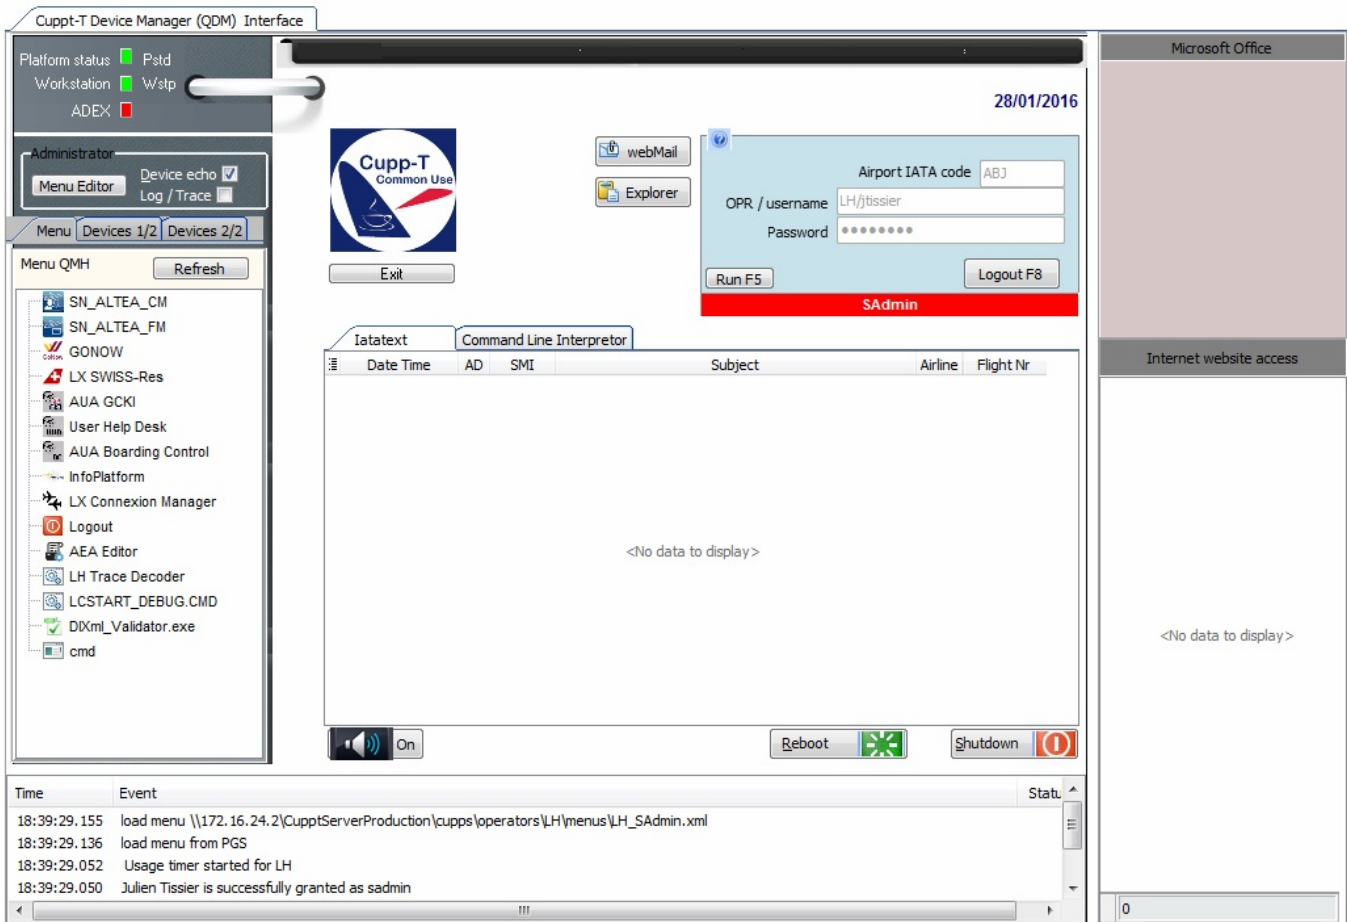 Cuppt-T Device Manager (QDM) Interface
Platform status Pstd
Workstation Wstp
ADEX
Administrator
Menu Editor
Device echo
Log / Trace
Menu Devices 1/2 Devices 2/2
Menu QMH Refresh
SN_ALTEA_CM
SN_ALTEA_FM
GONOW
LX SWISS-Res
AUA GCKI
User Help Desk
AUA Boarding Control
InfoPlatform
LX Connexion Manager
Logout
AEA Editor
LH Trace Decoder
LCSTART_DEBUG.CMD
DIXml_Validator.exe
cmd
28/01/2016
Cupp-T
Common Use
Exit
webMail
Explorer
Airport IATA code ABJ
OPR / username LH/jtissier
Password ••••••••
Run F5 Logout F8
SAdmin
Iatatext Command Line Interpretor
Date Time AD SMI Subject Airline Flight Nr
<No data to display>
On
Reboot
Shutdown
Time Event Statu
18:39:29.155 load menu \\172.16.24.2\CupptServerProduction\cupps\operators\LH\menus\LH_SAdmin.xml
18:39:29.136 load menu from PGS
18:39:29.052 Usage timer started for LH
18:39:29.050 Julien Tissier is successfully granted as sadmin
Microsoft Office
Internet website access
<No data to display>
0